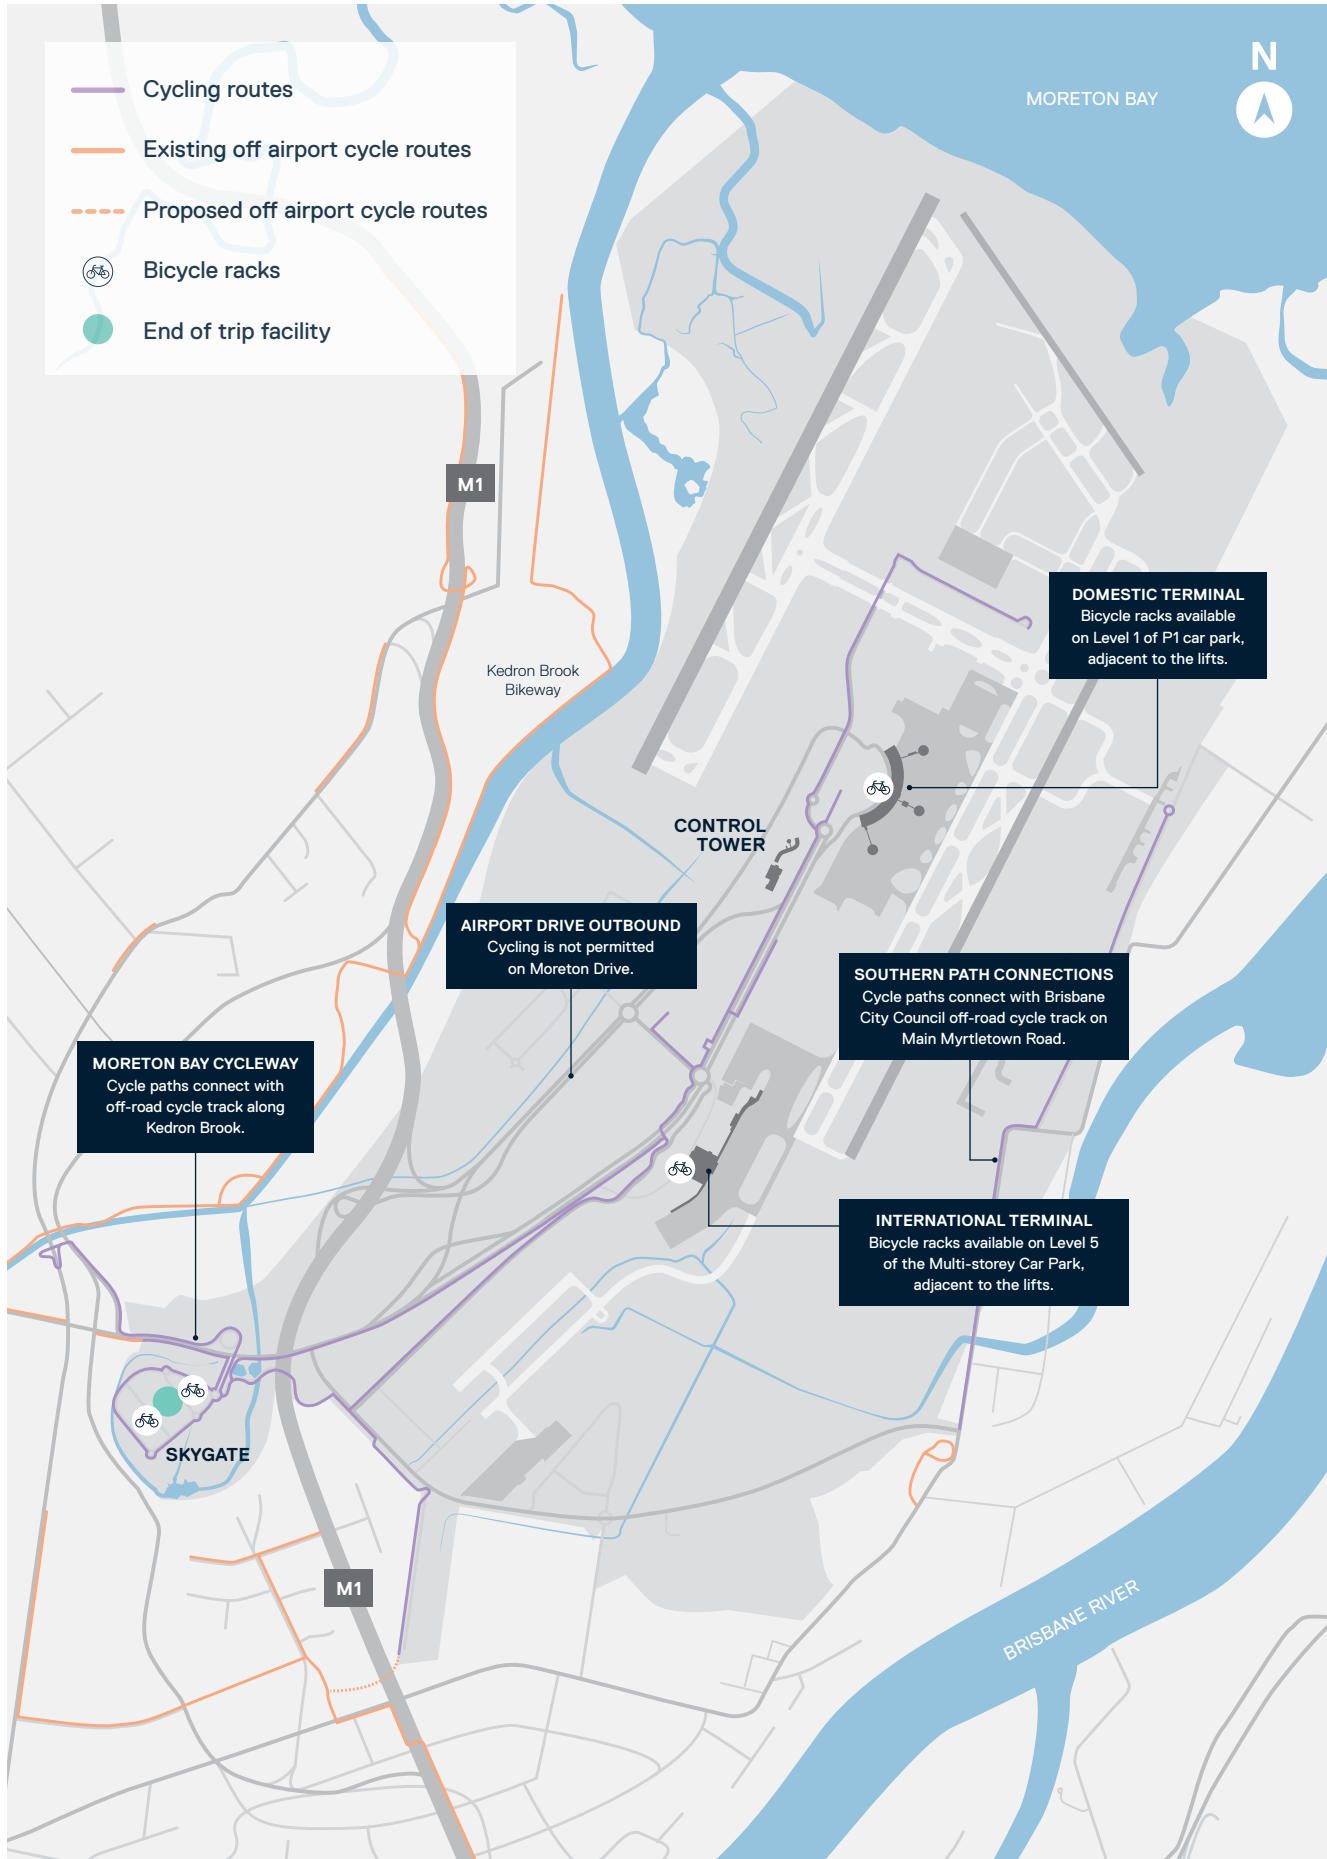 Cycling routes
Existing off airport cycle routes
Proposed off airport cycle routes
Bicycle racks
End of trip facility
N
MORETON BAY
M1
DOMESTIC TERMINAL
Bicycle racks available
on Level 1 of P1 car park,
adjacent to the lifts.
Kedron Brook
Bikeway
CONTROL
TOWER
AIRPORT DRIVE OUTBOUND
Cycling is not permitted
on Moreton Drive.
SOUTHERN PATH CONNECTIONS
Cycle paths connect with Brisbane
City Council off-road cycle track on
Main Myrtletown Road.
MORETON BAY CYCLEWAY
Cycle paths connect with
off-road cycle track along
Kedron Brook.
INTERNATIONAL TERMINAL
Bicycle racks available on Level 5
of the Multi-storey Car Park,
adjacent to the lifts.
SKYGATE
M1
BRISBANE RIVER